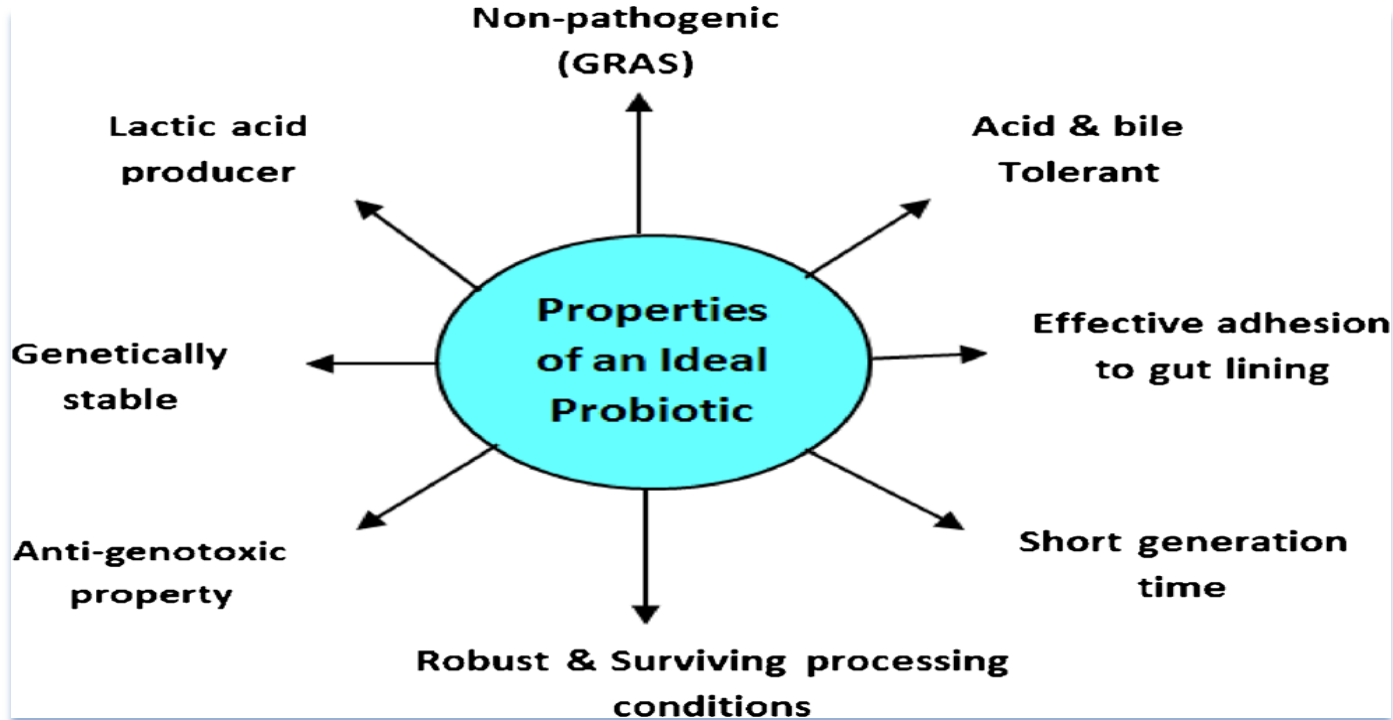 Non-pathogenic
(GRAS)
Lactic acid
producer
Acid & bile
Tolerant
Properties
of an Ideal
Probiotic
Effective adhesion
to gut lining
Genetically
stable
Anti-genotoxic
property
Short generation
time
Robust & Surviving processing
conditions